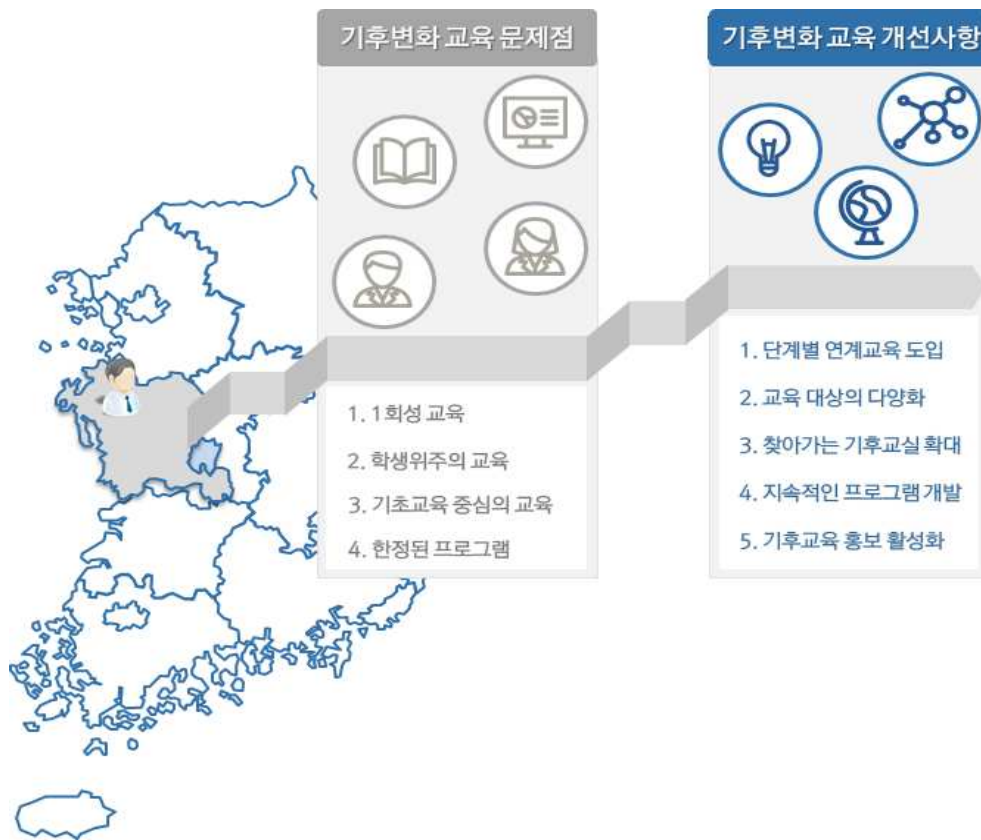 기후변화 교육 문제점
1. 1회성 교육
2. 학생위주의 교육
3. 기초교육 중심의 교육
4. 한정된 프로그램
기후변화 교육 개선사항
1. 단계별 연계교육 도입
2. 교육 대상의 다양화
3. 찾아가는 기후교실 확대
4. 지속적인 프로그램 개발
5. 기후교육 홍보 활성화